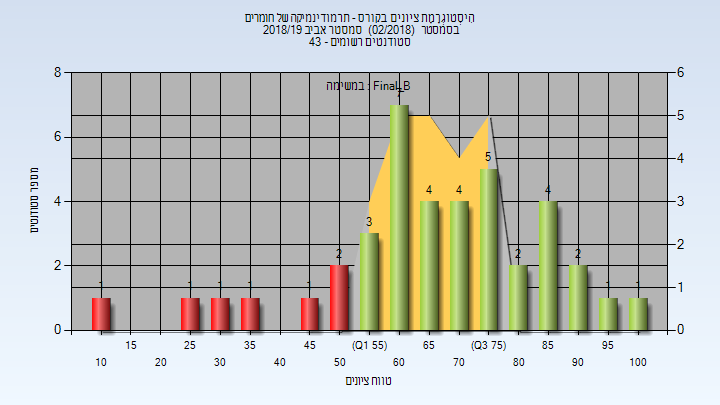 היסטוגרמת ציונים בקורס - תרמודינמיקה של חומרים
בסמסטר (02/2018) סמסטר אביב 2018/19
סטודנטים רשומים - 43
במשימה : Final_B
8 6 4 2 0
מספר סטודנטים
6 5 4 3 2 1 0
1 1 1 1 1 2 3 7 4 4 5 2 4 2 1 1
15 25 35 45 (Q1 55) 65 (Q3 75) 85 95
10 20 30 40 50 60 70 80 90 100
טווח ציונים